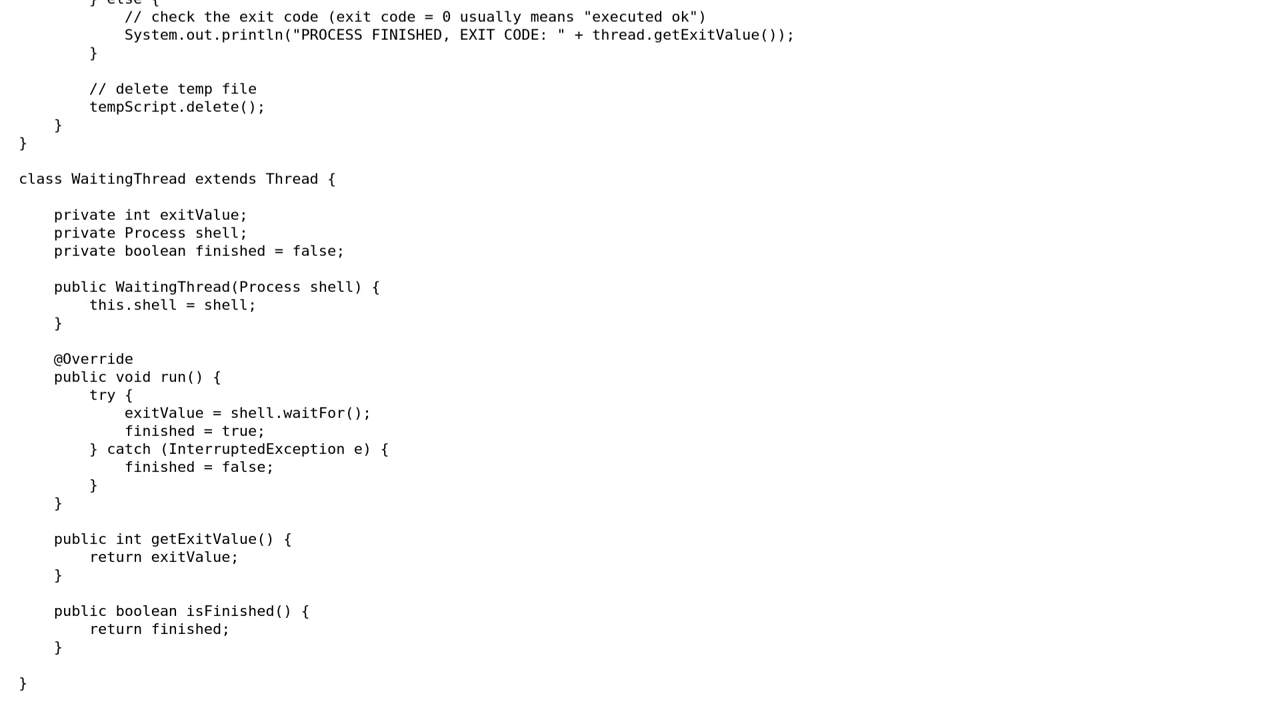 } else {
// check the exit code (exit code = 0 usually means "executed ok")
System.out.println("PROCESS FINISHED, EXIT CODE: " + thread.getExitValue());
}
// delete temp file
tempScript.delete();
}
}
class WaitingThread extends Thread {
private int exitValue;
private Process shell;
private boolean finished = false;
public WaitingThread(Process shell) {
this.shell = shell;
}
@Override
public void run() {
try {
exitValue = shell.waitFor();
finished = true;
} catch (InterruptedException e) {
finished = false;
}
}
public int getExitValue() {
return exitValue;
}
public boolean isFinished() {
return finished;
}
}